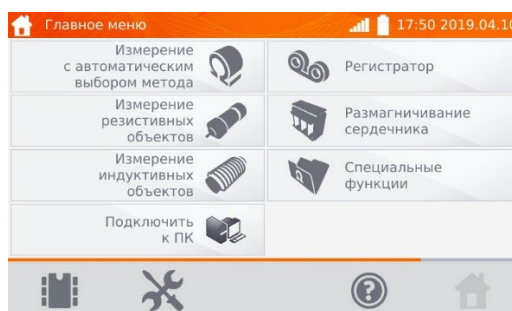 Главное меню
17:50 2019.04.10
Измерение
с автоматическим
выбором метода
Регистратор
Измерение
резистивных
объектов
Размагничивание
сердечника
Измерение
индуктивных
объектов
Специальные
функции
Подключить
к ПК